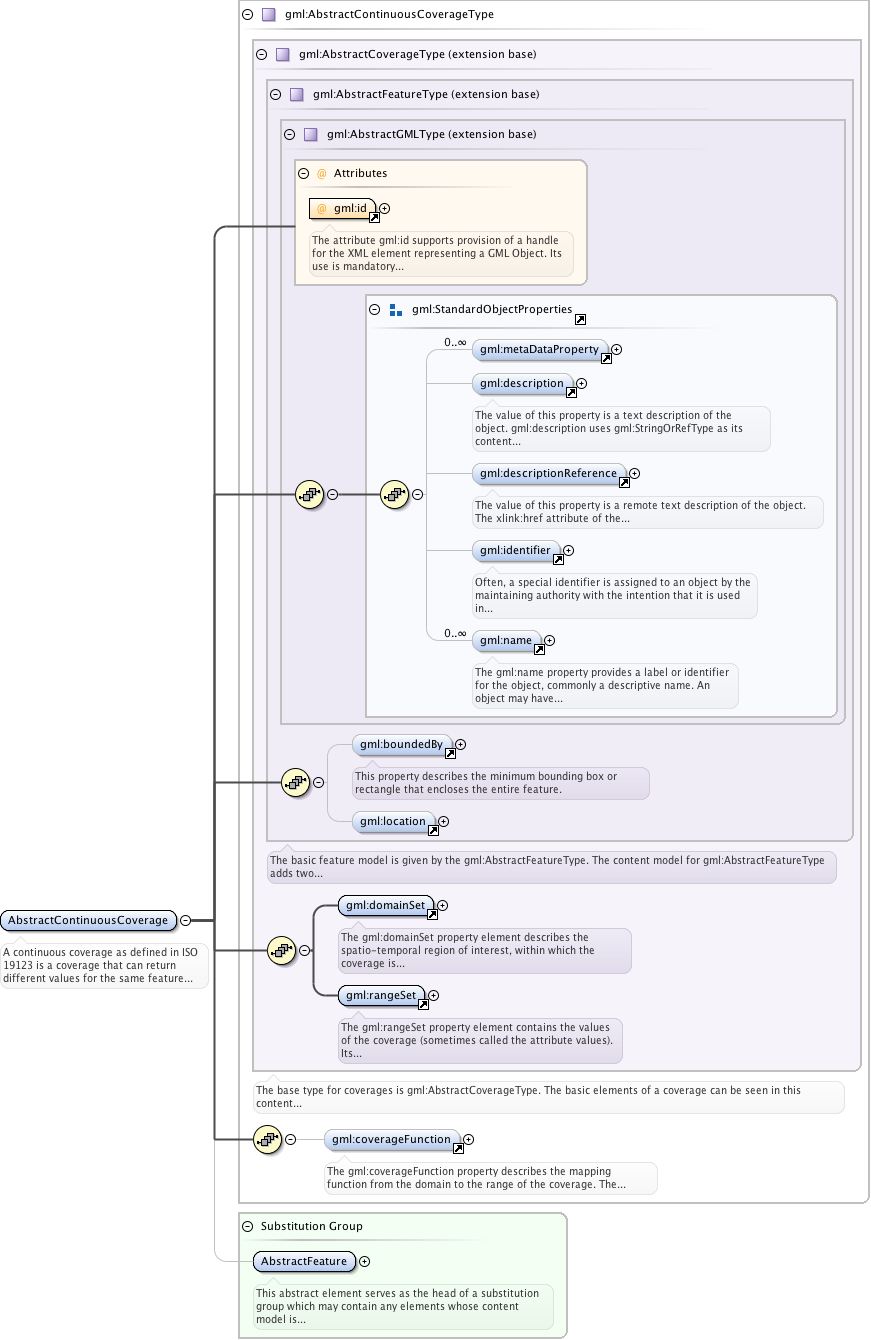 gml:AbstractContinuousCoverageType
gml:AbstractCoverageType (extension base)
gml:AbstractFeatureType (extension base)
gml:AbstractGMLType (extension base)
@ Attributes
@ gml:id
The attribute gml:id supports provision of a handle
for the XML element representing a GML Object. Its
use is mandatory...
gml:StandardObjectProperties
0..∞
gml:metaDataProperty
gml:description
The value of this property is a text description of the
object. gml:description uses gml:StringOrRefType as its
content...
gml:descriptionReference
The value of this property is a remote text description of the object.
The xlink:href attribute of the...
gml:identifier
Often, a special identifier is assigned to an object by the
maintaining authority with the intention that it is used
in...
0..∞
gml:name
The gml:name property provides a label or identifier
for the object, commonly a descriptive name. An
object may have...
gml:boundedBy
This property describes the minimum bounding box or
rectangle that encloses the entire feature.
gml:location
The basic feature model is given by the gml:AbstractFeatureType. The content model for gml:AbstractFeatureType
adds two...
AbstractContinuousCoverage
A continuous coverage as defined in ISO
19123 is a coverage that can return
different values for the same feature...
gml:domainSet
The gml:domainSet property element describes the
spatio-temporal region of interest, within which the
coverage is...
gml:rangeSet
The gml:rangeSet property element contains the values
of the coverage (sometimes called the attribute values).
Its...
The base type for coverages is gml:AbstractCoverageType. The basic elements of a coverage can be seen in this
content...
gml:coverageFunction
The gml:coverageFunction property describes the mapping
function from the domain to the range of the coverage. The...
Substitution Group
AbstractFeature
This abstract element serves as the head of a substitution
group which may contain any elements whose content
model is...